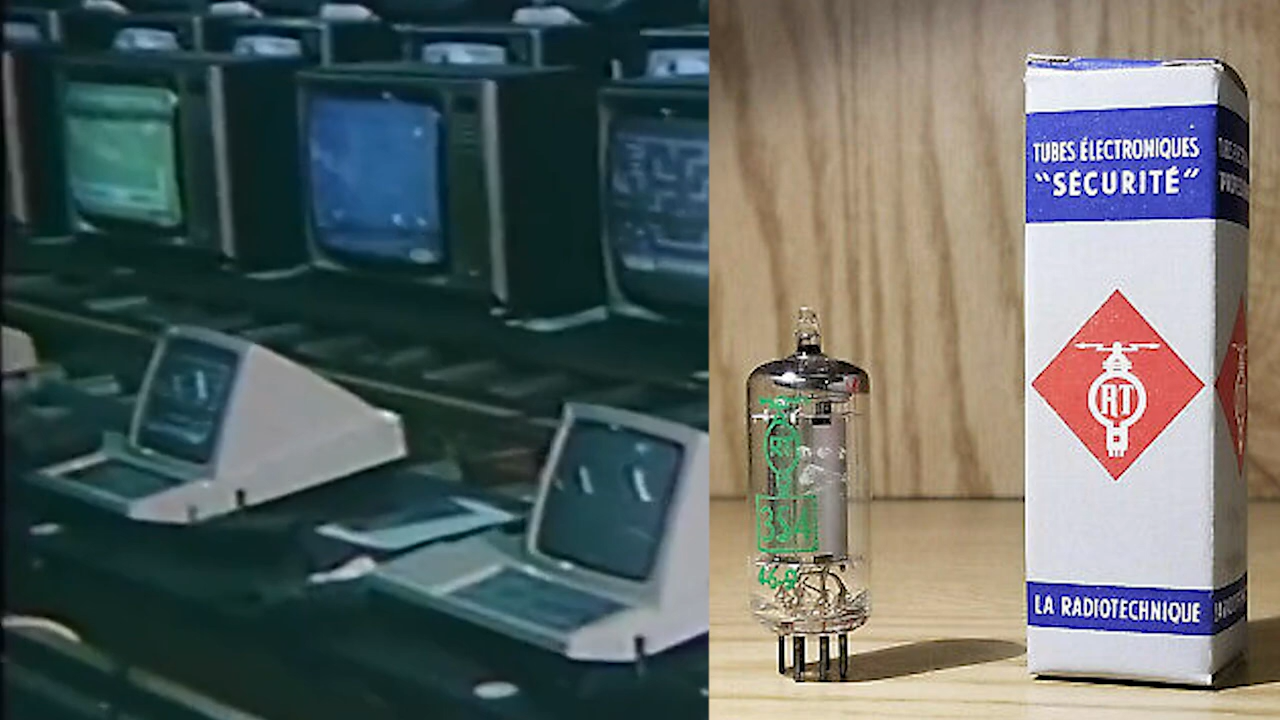 TUBES ÉLECTRONIQUES
"SÉCURITÉ"
RT
LA RADIOTECHNIQUE
RT
3S4